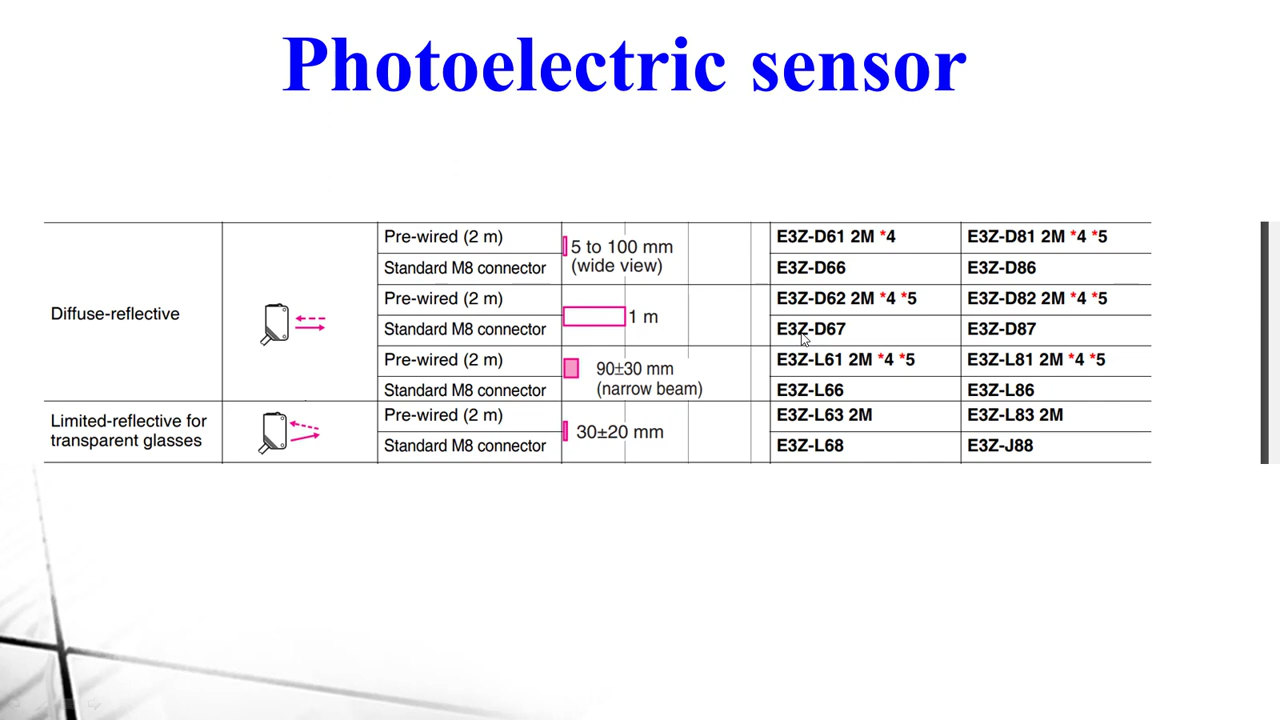 Photoelectric sensor
Diffuse-reflective
Pre-wired (2 m)
5 to 100 mm
(wide view)
E3Z-D61 2M *4
E3Z-D81 2M *4 *5
Standard M8 connector
E3Z-D66
E3Z-D86
Pre-wired (2 m)
1 m
E3Z-D62 2M *4 *5
E3Z-D82 2M *4 *5
Standard M8 connector
E3Z-D67
E3Z-D87
Pre-wired (2 m)
90±30 mm
(narrow beam)
E3Z-L61 2M *4 *5
E3Z-L81 2M *4 *5
Standard M8 connector
E3Z-L66
E3Z-L86
Limited-reflective for
transparent glasses
Pre-wired (2 m)
30±20 mm
E3Z-L63 2M
E3Z-L83 2M
Standard M8 connector
E3Z-L68
E3Z-J88